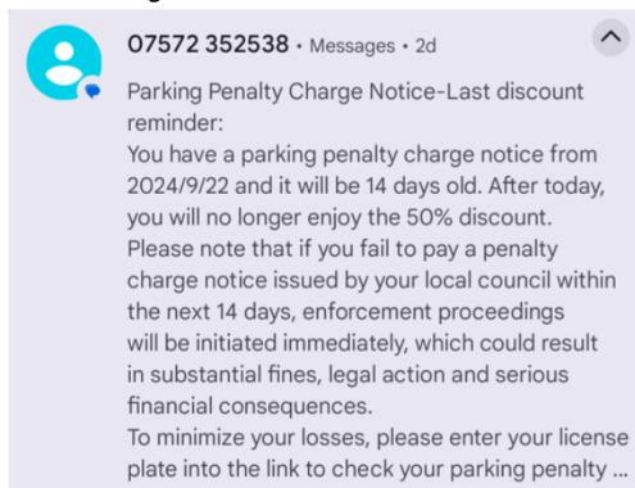 07572 352538 • Messages • 2d
Parking Penalty Charge Notice-Last discount
reminder:
You have a parking penalty charge notice from
2024/9/22 and it will be 14 days old. After today,
you will no longer enjoy the 50% discount.
Please note that if you fail to pay a penalty
charge notice issued by your local council within
the next 14 days, enforcement proceedings
will be initiated immediately, which could result
in substantial fines, legal action and serious
financial consequences.
To minimize your losses, please enter your license
plate into the link to check your parking penalty ...